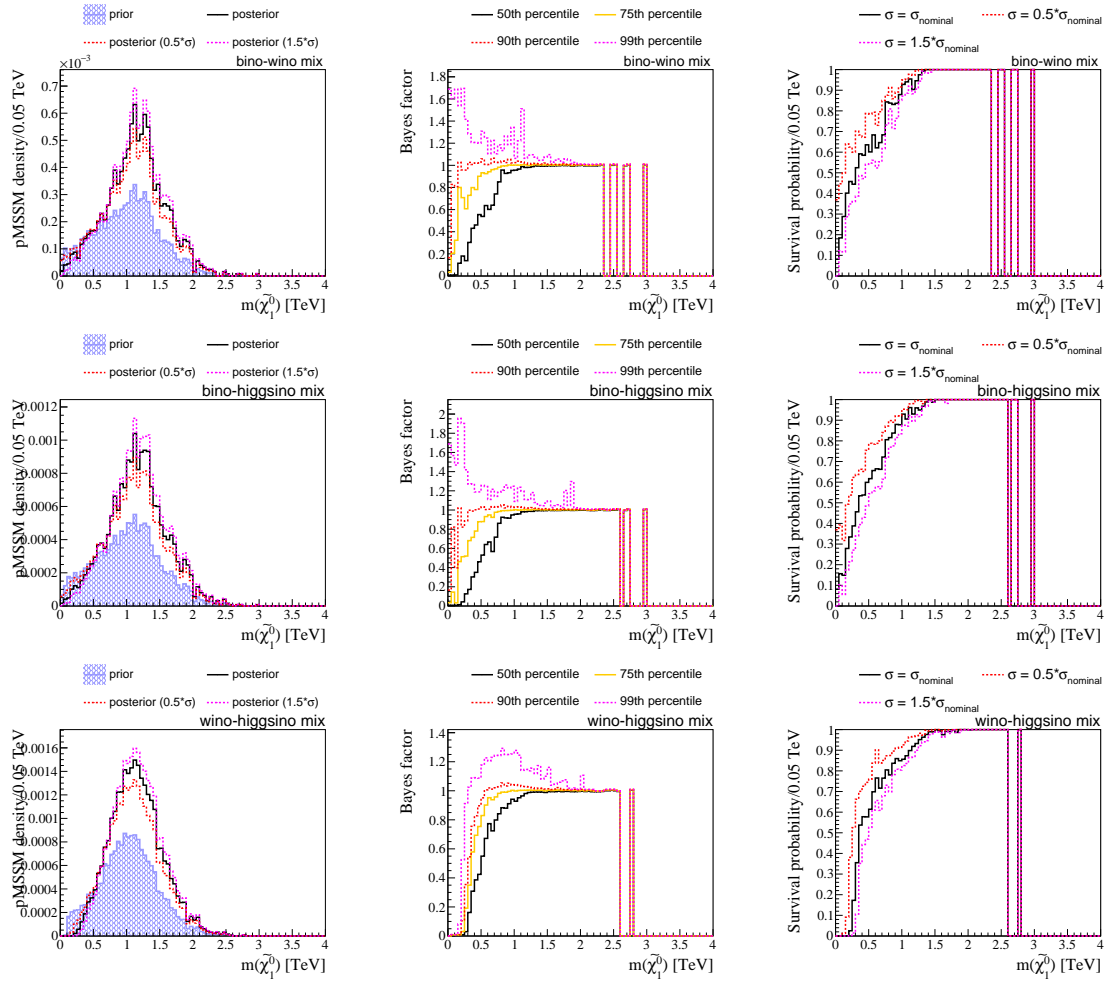 prior posterior
posterior (0.5*σ) posterior (1.5*σ)
×10⁻³ bino-wino mix
pMSSM density/0.05 TeV
0 0.1 0.2 0.3 0.4 0.5 0.6 0.7
0 0.5 1 1.5 2 2.5 3 3.5 4
m(χ̃⁰₁) [TeV]
50th percentile 75th percentile
90th percentile 99th percentile
bino-wino mix
Bayes factor
0 0.2 0.4 0.6 0.8 1 1.2 1.4 1.6 1.8
0 0.5 1 1.5 2 2.5 3 3.5 4
m(χ̃⁰₁) [TeV]
σ = σnominal σ = 0.5*σnominal
σ = 1.5*σnominal
bino-wino mix
Survival probability/0.05 TeV
0 0.1 0.2 0.3 0.4 0.5 0.6 0.7 0.8 0.9 1
0 0.5 1 1.5 2 2.5 3 3.5 4
m(χ̃⁰₁) [TeV]
prior posterior
posterior (0.5*σ) posterior (1.5*σ)
bino-higgsino mix
pMSSM density/0.05 TeV
0 0.0002 0.0004 0.0006 0.0008 0.001 0.0012
0 0.5 1 1.5 2 2.5 3 3.5 4
m(χ̃⁰₁) [TeV]
50th percentile 75th percentile
90th percentile 99th percentile
bino-higgsino mix
Bayes factor
0 0.2 0.4 0.6 0.8 1 1.2 1.4 1.6 1.8 2
0 0.5 1 1.5 2 2.5 3 3.5 4
m(χ̃⁰₁) [TeV]
σ = σnominal σ = 0.5*σnominal
σ = 1.5*σnominal
bino-higgsino mix
Survival probability/0.05 TeV
0 0.1 0.2 0.3 0.4 0.5 0.6 0.7 0.8 0.9 1
0 0.5 1 1.5 2 2.5 3 3.5 4
m(χ̃⁰₁) [TeV]
prior posterior
posterior (0.5*σ) posterior (1.5*σ)
wino-higgsino mix
pMSSM density/0.05 TeV
0 0.0002 0.0004 0.0006 0.0008 0.001 0.0012 0.0014 0.0016
0 0.5 1 1.5 2 2.5 3 3.5 4
m(χ̃⁰₁) [TeV]
50th percentile 75th percentile
90th percentile 99th percentile
wino-higgsino mix
Bayes factor
0 0.2 0.4 0.6 0.8 1 1.2 1.4
0 0.5 1 1.5 2 2.5 3 3.5 4
m(χ̃⁰₁) [TeV]
σ = σnominal σ = 0.5*σnominal
σ = 1.5*σnominal
wino-higgsino mix
Survival probability/0.05 TeV
0 0.1 0.2 0.3 0.4 0.5 0.6 0.7 0.8 0.9 1
0 0.5 1 1.5 2 2.5 3 3.5 4
m(χ̃⁰₁) [TeV]